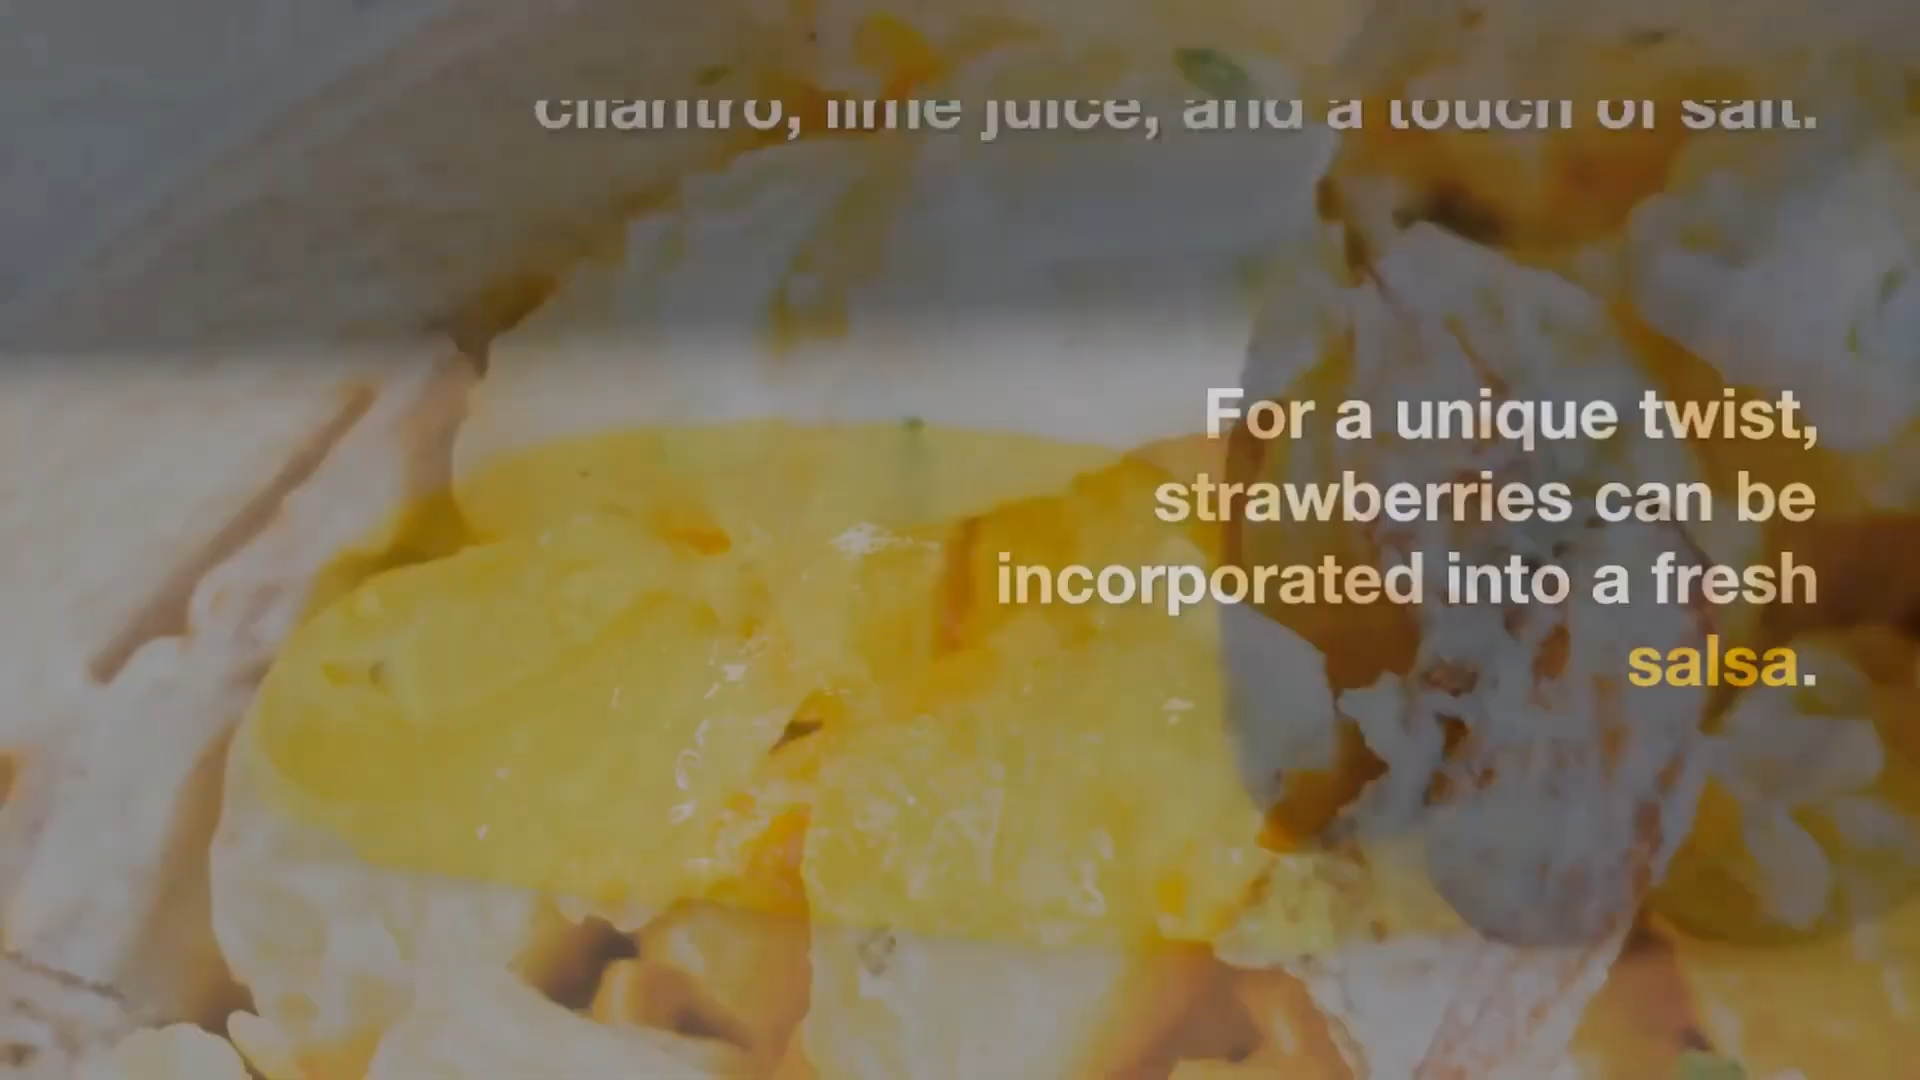 cilantro, lime juice, and a touch of salt.
For a unique twist,
strawberries can be
incorporated into a fresh
salsa.